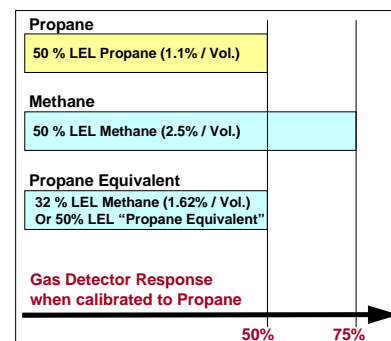 Propane
50 % LEL Propane (1.1% / Vol.)
Methane
50 % LEL Methane (2.5% / Vol.)
Propane Equivalent
32 % LEL Methane (1.62% / Vol.)
Or 50% LEL “Propane Equivalent”
Gas Detector Response
when calibrated to Propane
50% 75%